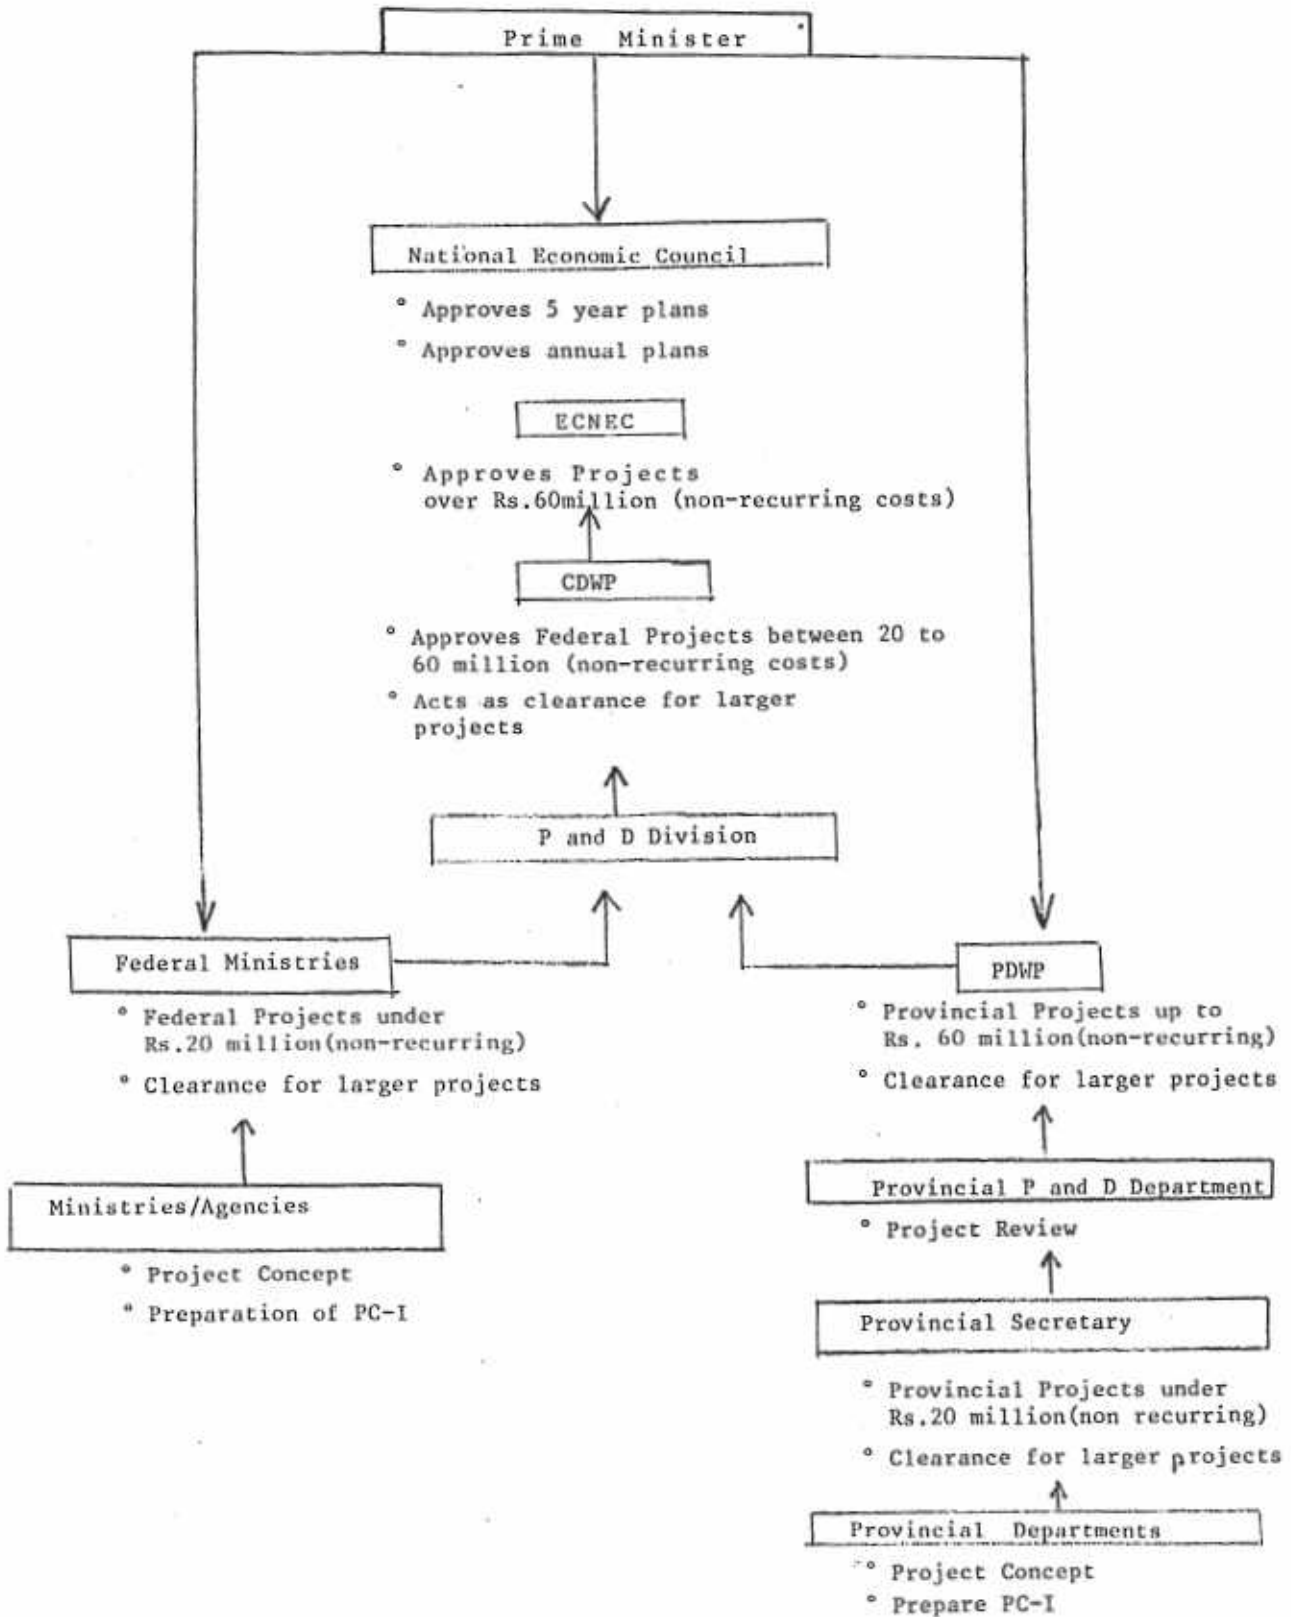 Prime Minister
National Economic Council
° Approves 5 year plans
° Approves annual plans
ECNEC
° Approves Projects
over Rs.60million (non-recurring costs)
CDWP
° Approves Federal Projects between 20 to
60 million (non-recurring costs)
° Acts as clearance for larger
projects
P and D Division
Federal Ministries
° Federal Projects under
Rs.20 million(non-recurring)
° Clearance for larger projects
Ministries/Agencies
° Project Concept
° Preparation of PC-I
PDWP
° Provincial Projects up to
Rs. 60 million(non-recurring)
° Clearance for larger projects
Provincial P and D Department
° Project Review
Provincial Secretary
° Provincial Projects under
Rs.20 million(non recurring)
° Clearance for larger projects
Provincial Departments
° Project Concept
° Prepare PC-I